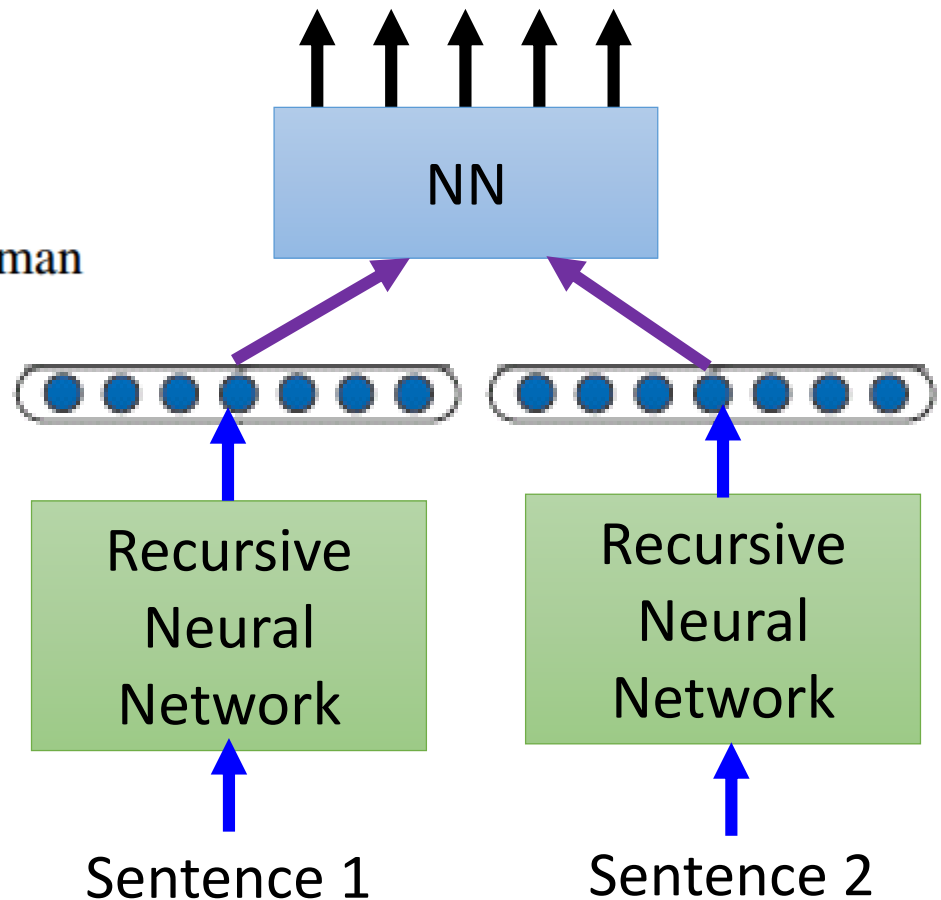 NN
man
Recursive
Neural
Network
Recursive
Neural
Network
Sentence 1
Sentence 2